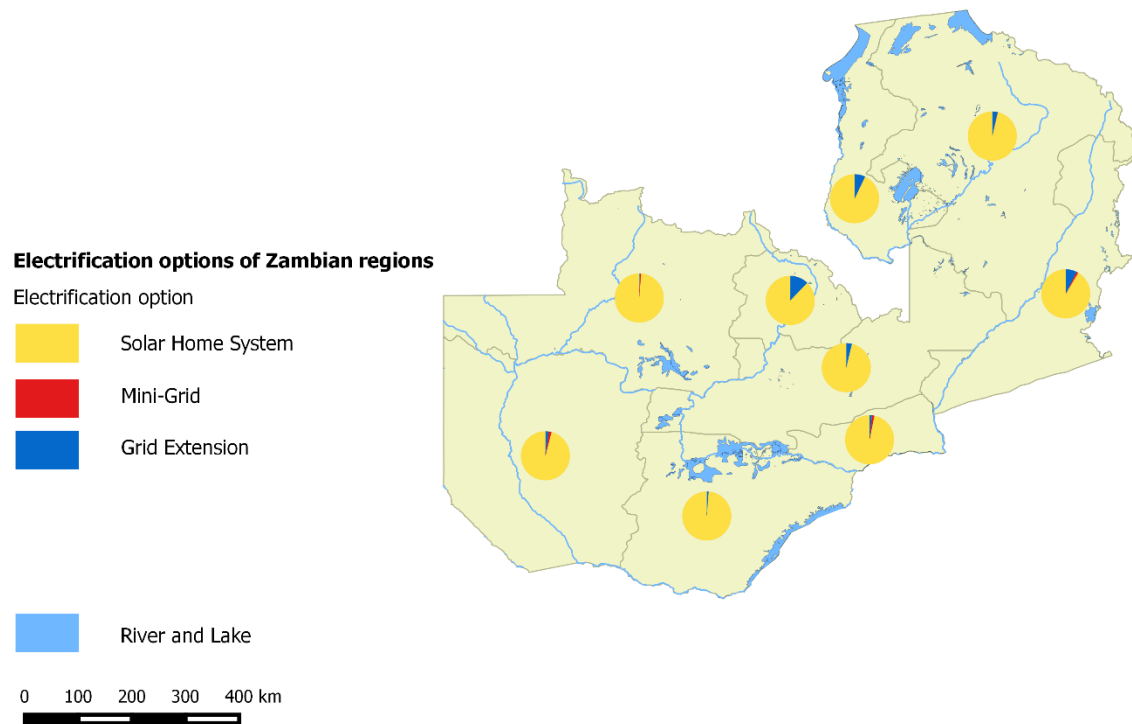 Electrification options of Zambian regions
Electrification option
Solar Home System
Mini-Grid
Grid Extension
River and Lake
0 100 200 300 400 km